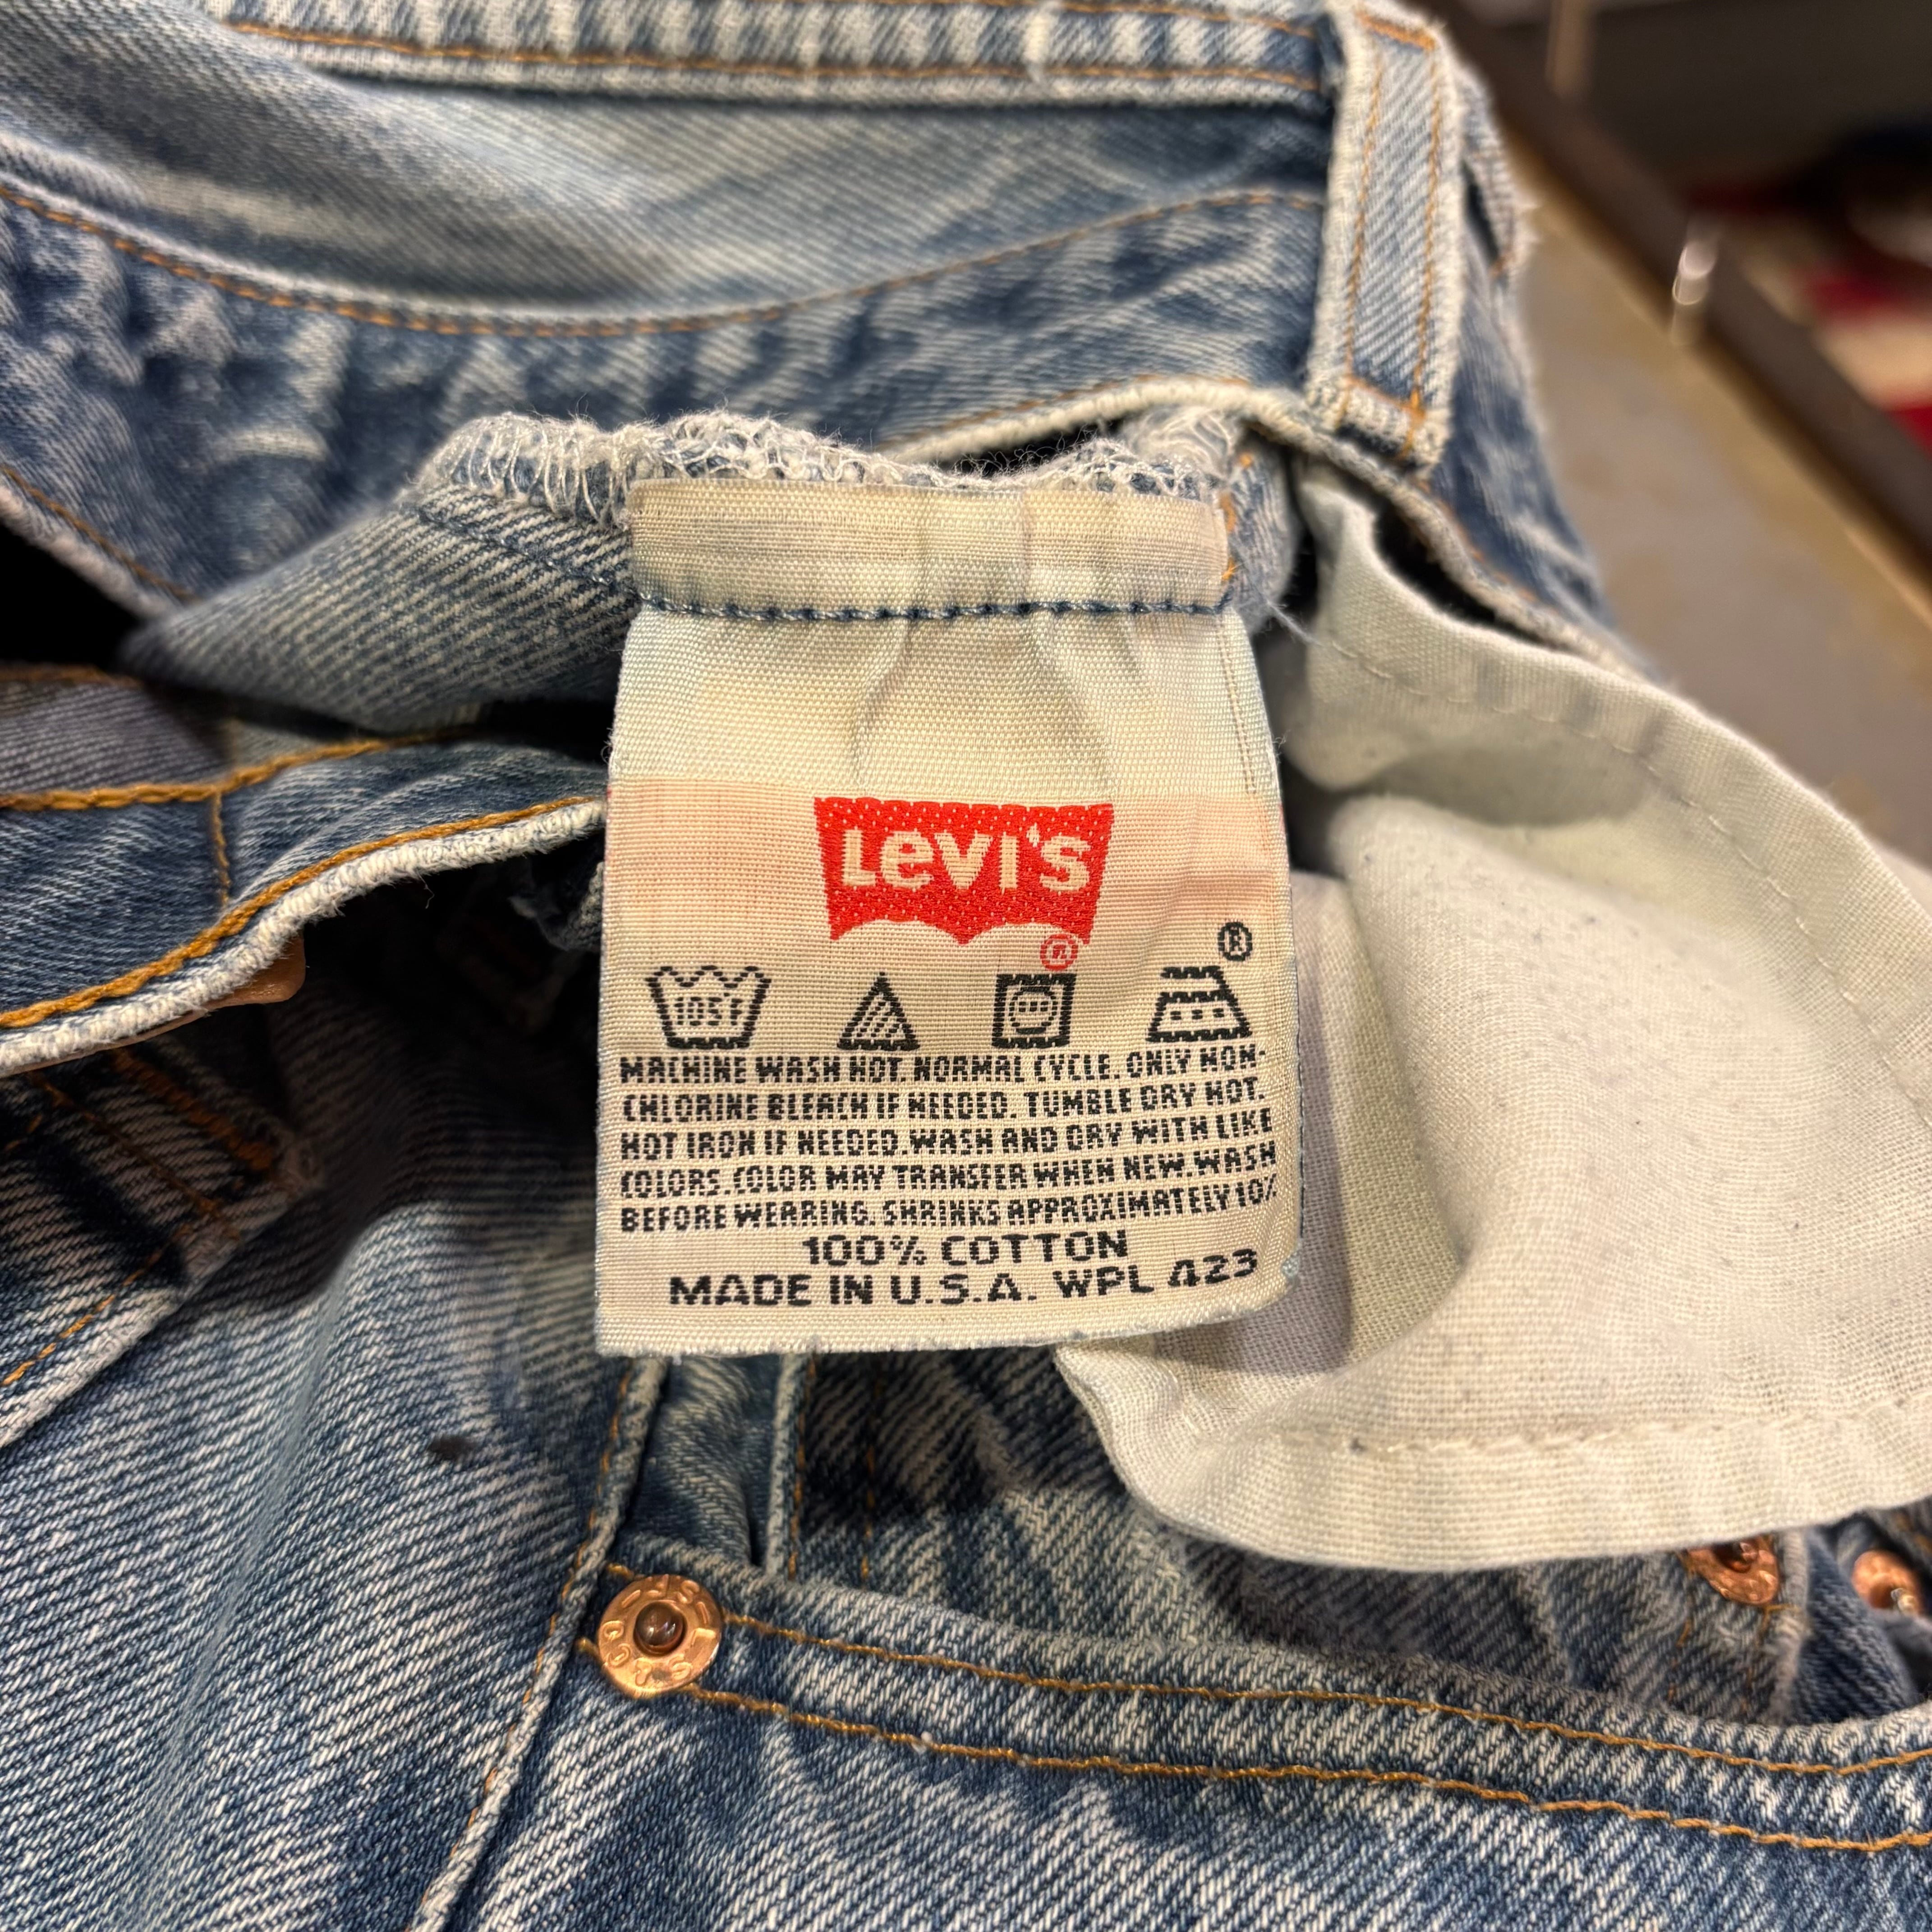 LEVI'S
®
®
105°F
MACHINE WASH HOT. NORMAL CYCLE. ONLY NON-
CHLORINE BLEACH IF NEEDED. TUMBLE DRY HOT.
HOT IRON IF NEEDED. WASH AND DRY WITH LIKE
COLORS. COLOR MAY TRANSFER WHEN NEW. WASH
BEFORE WEARING. SHRINKS APPROXIMATELY 10%
100% COTTON
MADE IN U.S.A. WPL 423